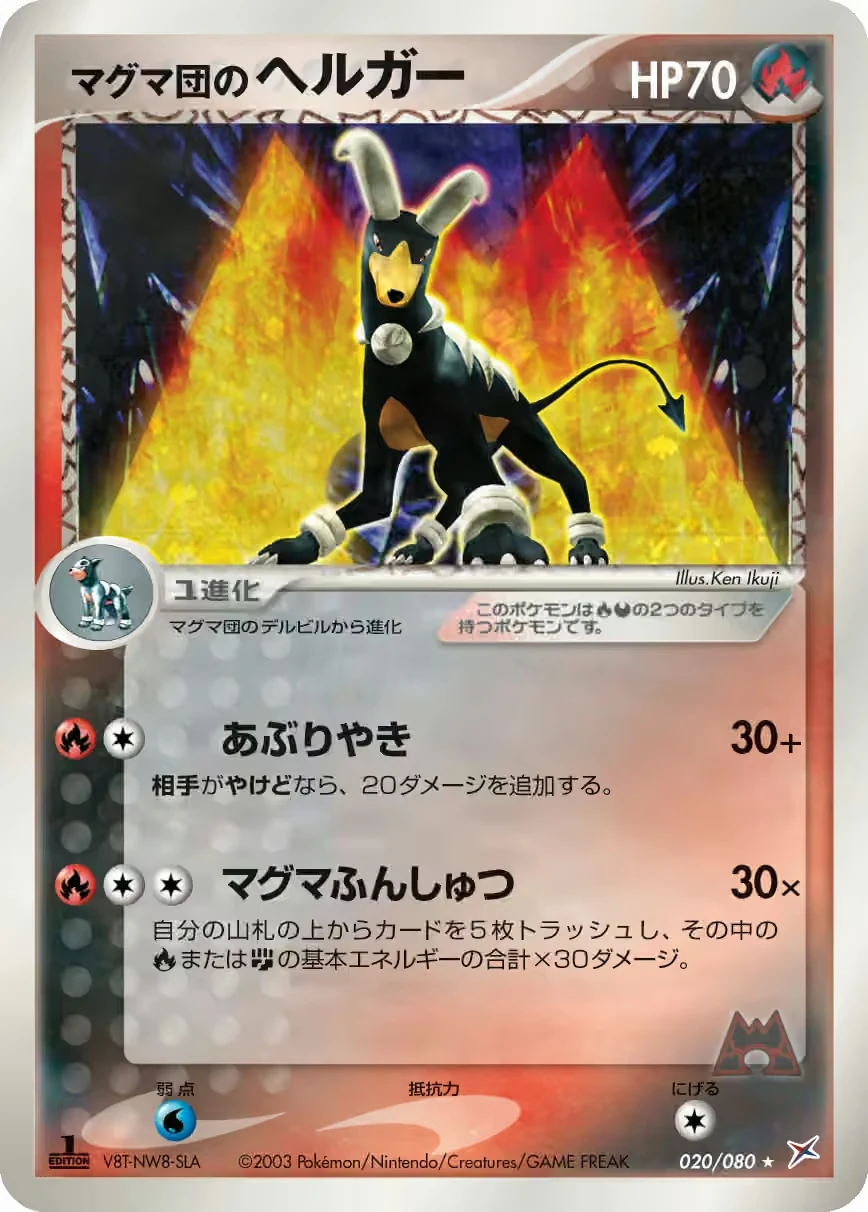 マグマ団のヘルガー HP70
Illus.Ken Ikuji
1進化
マグマ団のデルビルから進化
このポケモンはの2つのタイプを
持つポケモンです。
あぶりやき 30+
相手がやけどなら、20ダメージを追加する。
マグマふんしゅつ 30×
自分の山札の上からカードを5枚トラッシュし、その中の
またはの基本エネルギーの合計×30ダメージ。
弱点 抵抗力 にげる
1 EDITION V8T-NW8-SLA ©2003 Pokémon/Nintendo/Creatures/GAME FREAK 020/080 ★